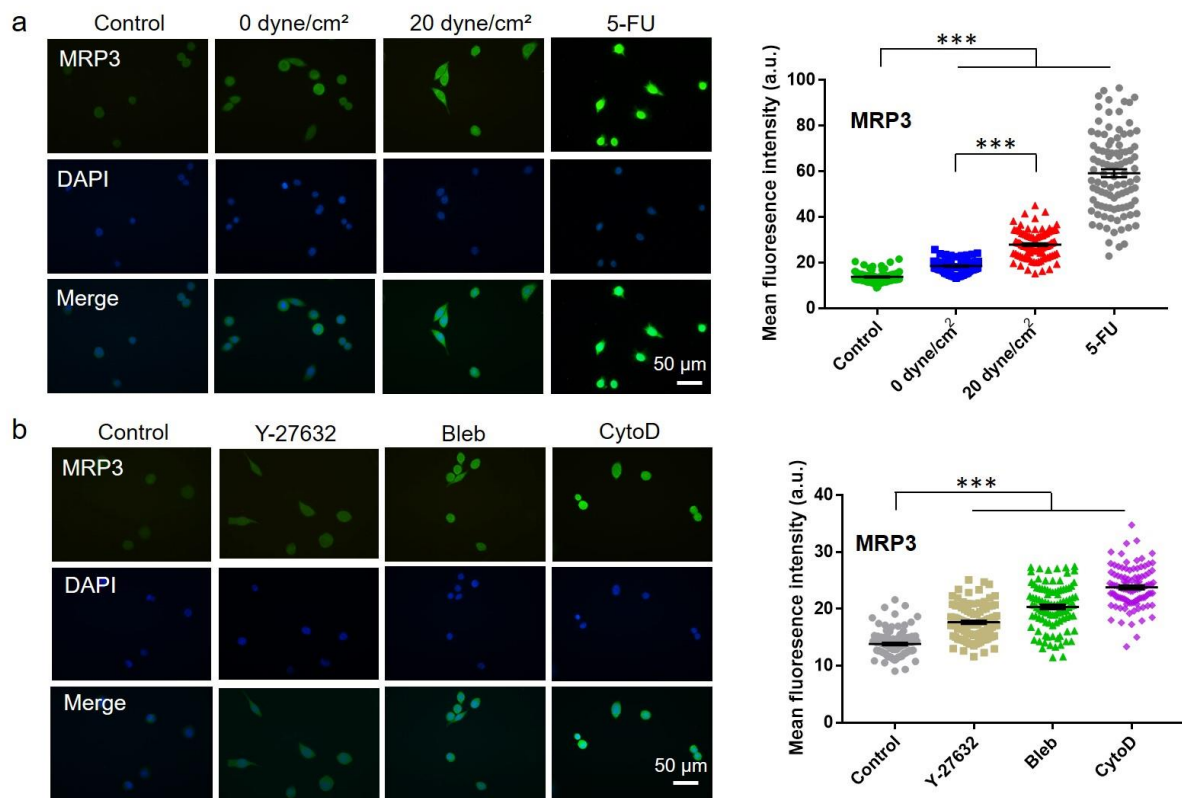 a
Control
0 dyne/cm²
20 dyne/cm²
5-FU
MRP3
DAPI
Merge
50 µm
***
***
MRP3
Mean fluoresence intensity (a.u.)
100
80
60
40
20
0
Control
0 dyne/cm²
20 dyne/cm²
5-FU
b
Control
Y-27632
Bleb
CytoD
MRP3
DAPI
Merge
50 µm
***
MRP3
Mean fluoresence intensity (a.u.)
40
30
20
10
0
Control
Y-27632
Bleb
CytoD